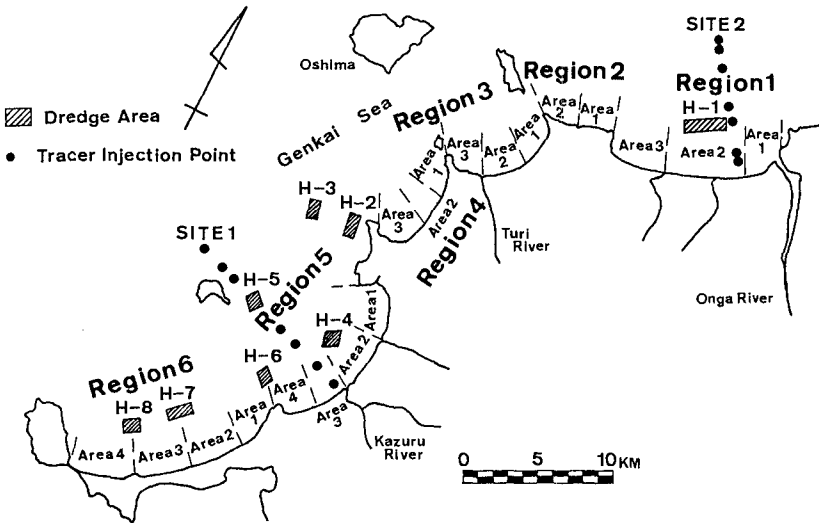 SITE 2
Oshima
Region 2
Region 1
H-1
Dredge Area
Area 2
Area 1
Region 3
Genkai Sea
Tracer Injection Point
Area 1
Area 3
Area 2
Area 1
Area 3
Area 2
Area 1
H-3
H-2
Area 3
Area 2
Region 4
Turi
River
SITE 1
H-5
Region 5
Onga River
Area 1
H-4
Area 2
H-6
Region 6
H-7
H-8
Area 4
Area 3
Area 2
Area 1
Area 4
Area 3
Kazuru
River
0 5 10 KM